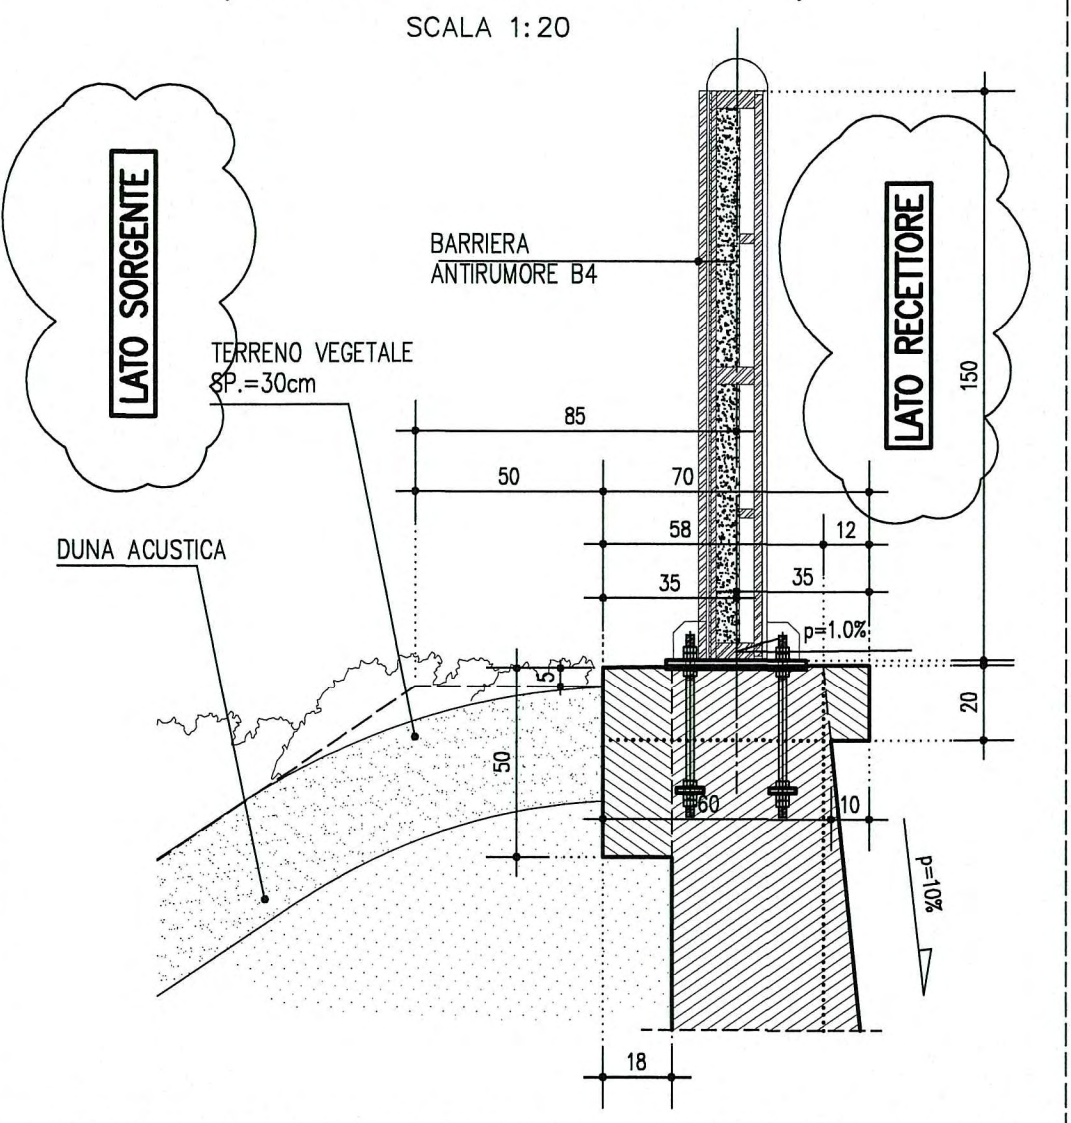 SCALA 1:20
LATO SORGENTE
LATO RECETTORE
BARRIERA
ANTIRUMORE B4
TERRENO VEGETALE
SP.=30cm
150
85
50
70
58
12
DUNA ACUSTICA
35
35
p=1.0%
5
20
50
60
10
p=10%
18